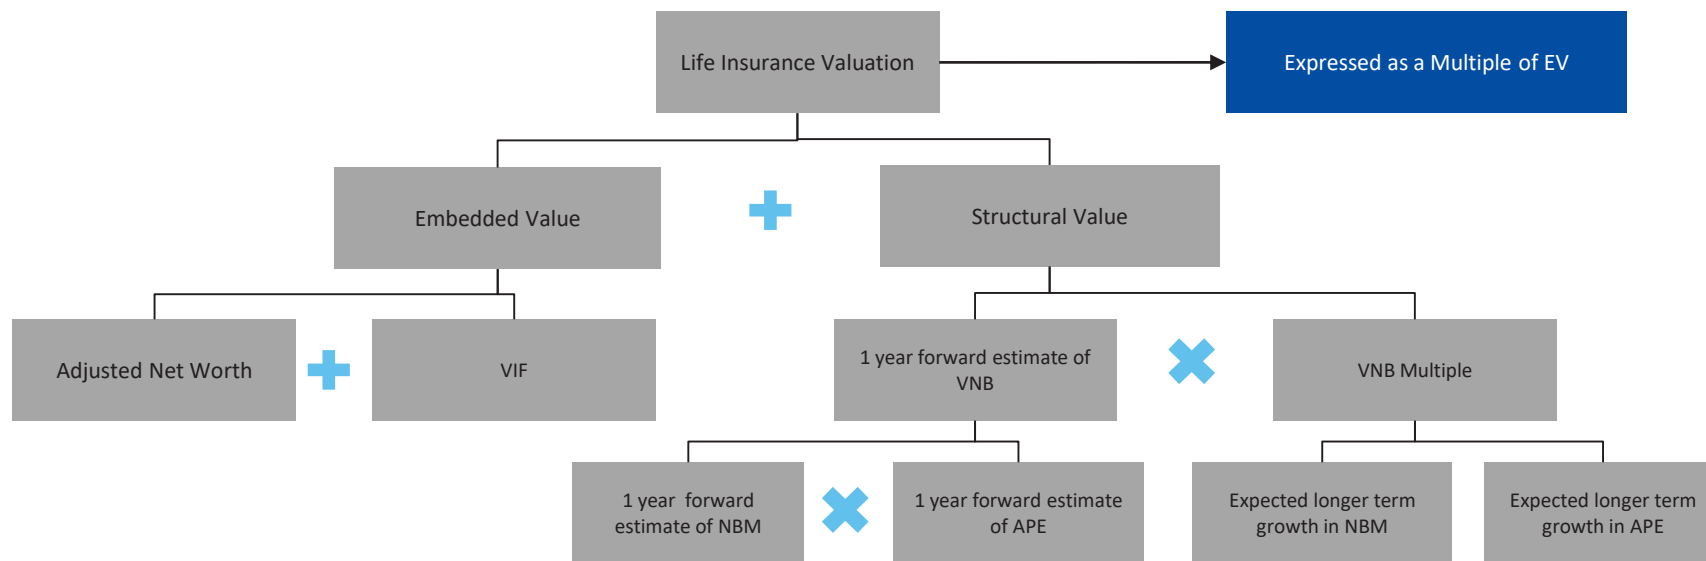 Life Insurance Valuation
Expressed as a Multiple of EV
Embedded Value
Structural Value
Adjusted Net Worth
VIF
1 year forward estimate of
VNB
VNB Multiple
1 year forward
estimate of NBM
1 year forward estimate
of APE
Expected longer term
growth in NBM
Expected longer term
growth in APE